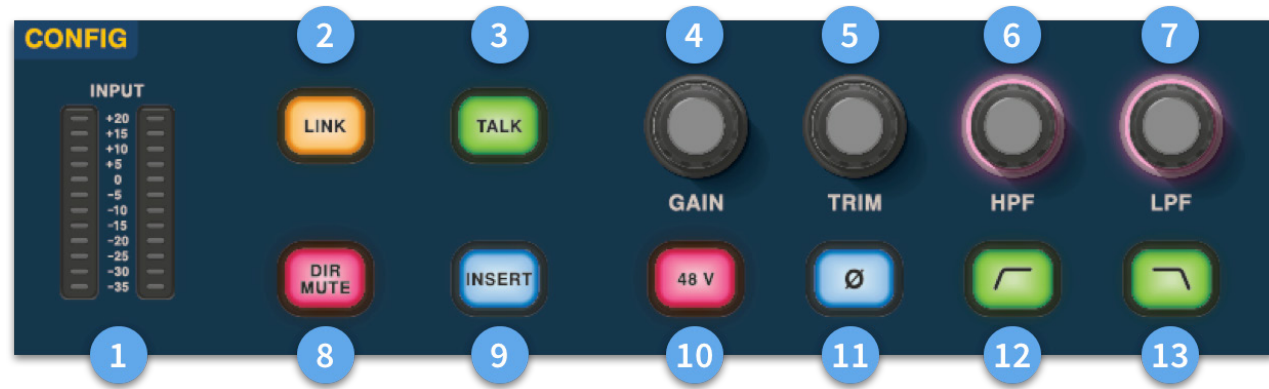 2 3 4 5 6 7
CONFIG
INPUT
+20
+15
+10
+5
0
-5
-10
-15
-20
-25
-30
-35
LINK TALK
GAIN TRIM HPF LPF
DIR
MUTE
INSERT 48 V Ø
1 8 9 10 11 12 13